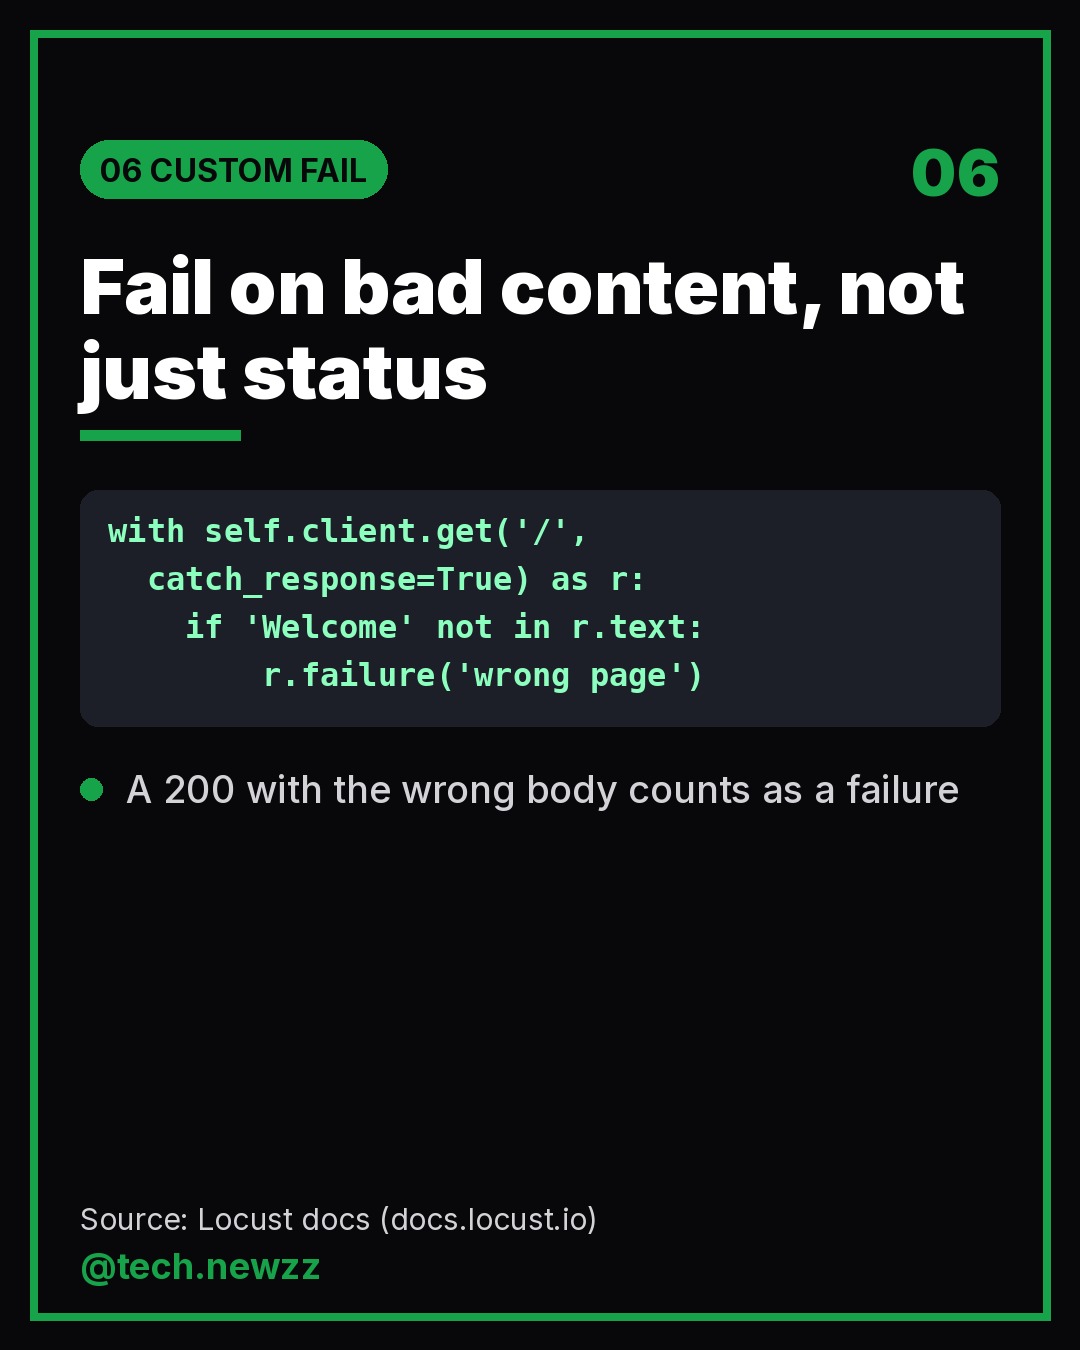 06 CUSTOM FAIL
06
Fail on bad content, not
just status
with self.client.get('/',
  catch_response=True) as r:
    if 'Welcome' not in r.text:
        r.failure('wrong page')
A 200 with the wrong body counts as a failure
Source: Locust docs (docs.locust.io)
@tech.newzz